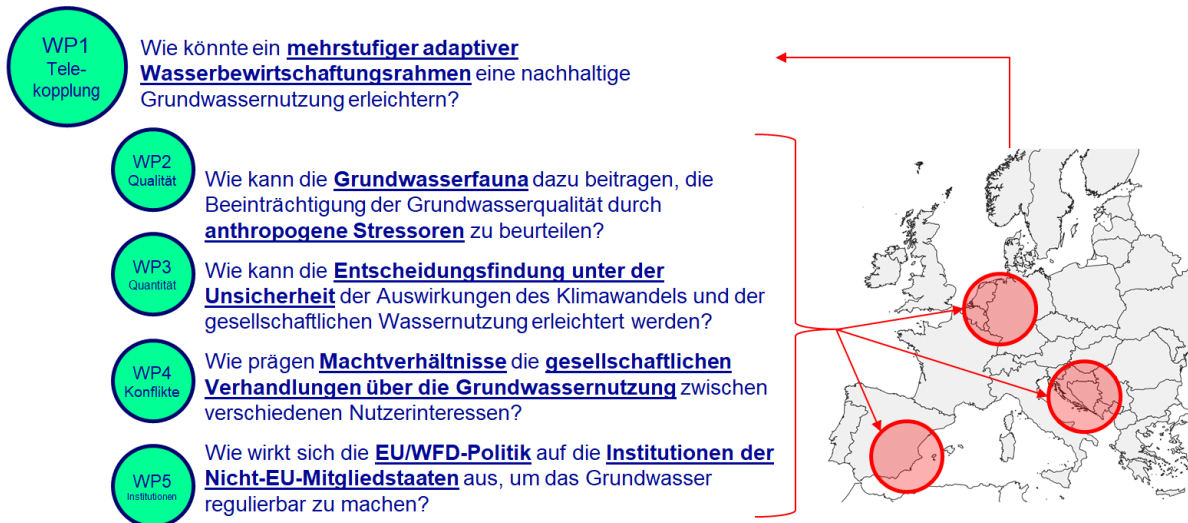 WP1
Tele-
kopplung
Wie könnte ein mehrstufiger adaptiver
Wasserbewirtschaftungsrahmen eine nachhaltige
Grundwassernutzung erleichtern?
WP2
Qualität
Wie kann die Grundwasserfauna dazu beitragen, die
Beeinträchtigung der Grundwasserqualität durch
anthropogene Stressoren zu beurteilen?
WP3
Quantität
Wie kann die Entscheidungsfindung unter der
Unsicherheit der Auswirkungen des Klimawandels und der
gesellschaftlichen Wassernutzung erleichtert werden?
WP4
Konflikte
Wie prägen Machtverhältnisse die gesellschaftlichen
Verhandlungen über die Grundwassernutzung zwischen
verschiedenen Nutzerinteressen?
WP5
Institutionen
Wie wirkt sich die EU/WFD-Politik auf die Institutionen der
Nicht-EU-Mitgliedstaaten aus, um das Grundwasser
regulierbar zu machen?